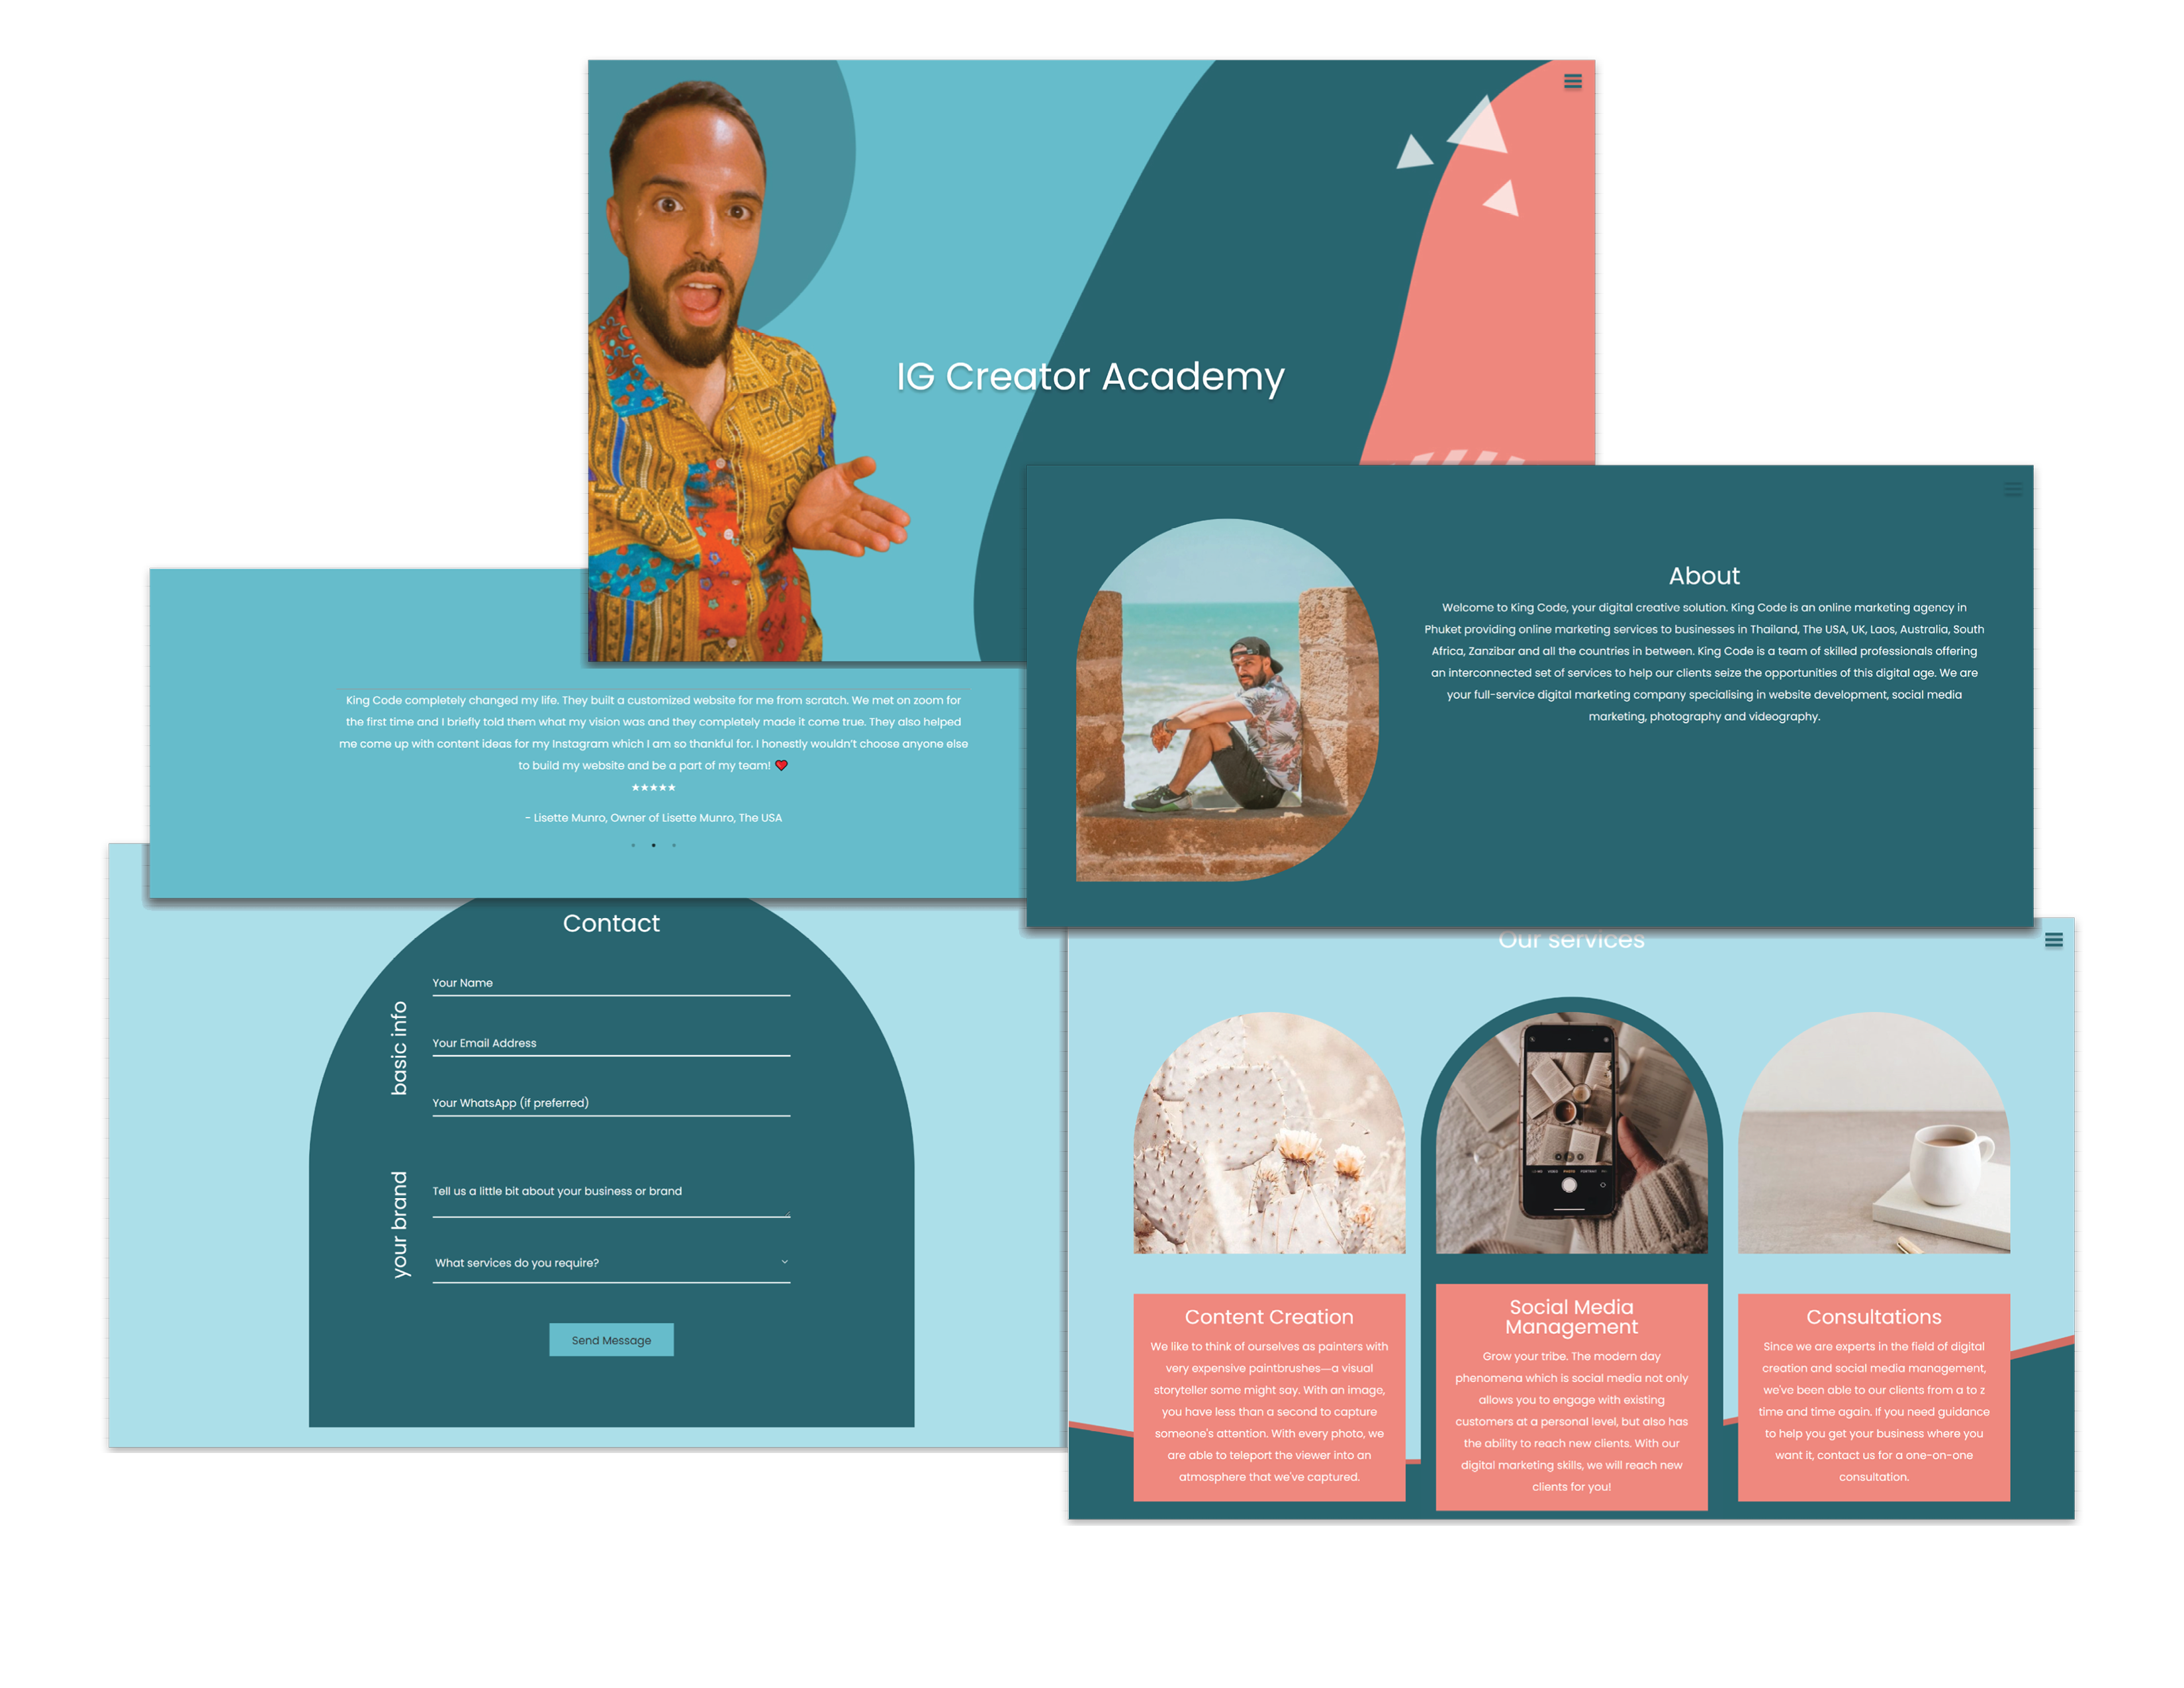 IG Creator Academy
About
Welcome to King Code, your digital creative solution. King Code is an online marketing agency in
Phuket providing online marketing services to businesses in Thailand, The USA, UK, Laos, Australia, South
Africa, Zanzibar and all the countries in between. King Code is a team of skilled professionals offering
an interconnected set of services to help our clients seize the opportunities of this digital age. We are
your full-service digital marketing company specialising in website development, social media
marketing, photography and videography.
King Code completely changed my life. They built a customized website for me from scratch. We met on zoom for
the first time and I briefly told them what my vision was and they completely made it come true. They also helped
me come up with content ideas for my Instagram which I am so thankful for. I honestly wouldn't choose anyone else
to build my website and be a part of my team! ❤
★★★★★
- Lisette Munro, Owner of Lisette Munro, The USA
Contact
basic info
Your Name
Your Email Address
Your WhatsApp (if preferred)
your brand
Tell us a little bit about your business or brand
What services do you require?
Send Message
Our services
Content Creation
We like to think of ourselves as painters with
very expensive paintbrushes—a visual
storyteller some might say. With an image,
you have less than a second to capture
someone's attention. With every photo, we
are able to teleport the viewer into an
atmosphere that we've captured.
Social Media
Management
Grow your tribe. The modern day
phenomena which is social media not only
allows you to engage with existing
customers at a personal level, but also has
the ability to reach new clients. With our
digital marketing skills, we will reach new
clients for you!
Consultations
Since we are experts in the field of digital
creation and social media management,
we've been able to our clients from a to z
time and time again. If you need guidance
to help you get your business where you
want it, contact us for a one-on-one
consultation.